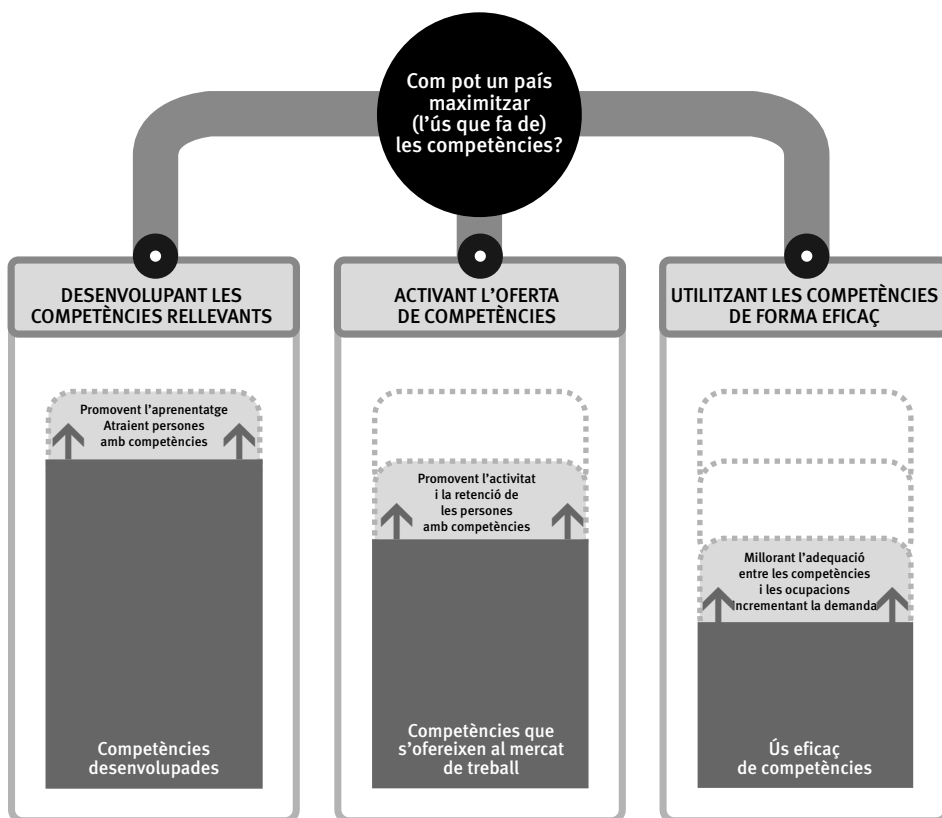 Com pot un país
maximitzar
(l'ús que fa de)
les competències?
DESENVOLUPANT LES
COMPETÈNCIES RELLEVANTS
Promovent l'aprenentatge
Atraient persones
amb competències
Competències
desenvolupades
ACTIVANT L'OFERTA
DE COMPETÈNCIES
Promovent l'activitat
i la retenció de
les persones
amb competències
Competències que
s'ofereixen al mercat
de treball
UTILITZANT LES COMPETÈNCIES
DE FORMA EFICAÇ
Millorant l'adequació
entre les competències
i les ocupacions
incrementant la demanda
Ús eficaç
de competències